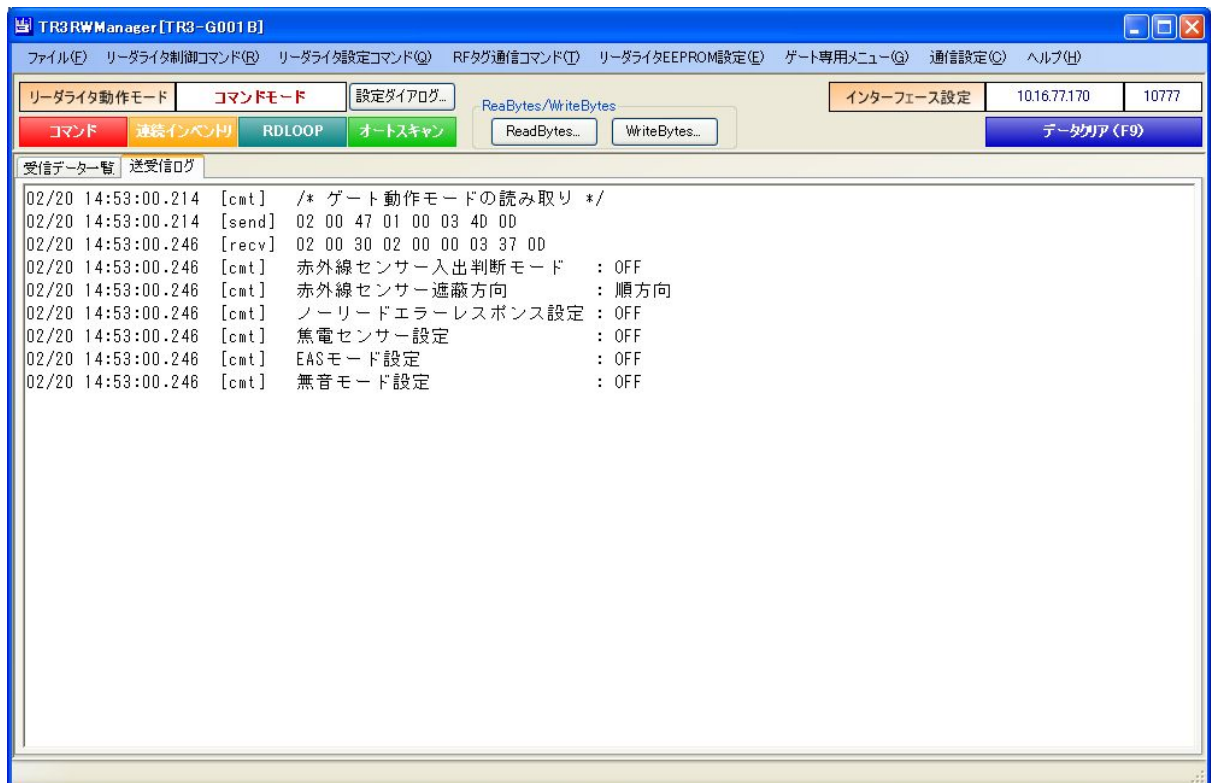 TR3RWManager[TR3-G001B]
ファイル(F) リーダライタ制御コマンド(R) リーダライタ設定コマンド(Q) RFタグ通信コマンド(T) リーダライタEEPROM設定(E) ゲート専用メニュー(G) 通信設定(C) ヘルプ(H)
リーダライタ動作モード コマンドモード 設定ダイアログ... ReaBytes/WriteBytes インターフェース設定 10.16.77.170 10777
コマンド 連続インベントリ RDLOOP オートスキャン ReadBytes... WriteBytes... データクリア(F9)
受信データ一覧 送受信ログ
02/20 14:53:00.214 [cmt] /* ゲート動作モードの読み取り */
02/20 14:53:00.214 [send] 02 00 47 01 00 03 4D 0D
02/20 14:53:00.246 [recv] 02 00 30 02 00 00 03 37 0D
02/20 14:53:00.246 [cmt] 赤外線センサー入出判断モード : OFF
02/20 14:53:00.246 [cmt] 赤外線センサー遮蔽方向 : 順方向
02/20 14:53:00.246 [cmt] ノーリードエラーレスポンス設定 : OFF
02/20 14:53:00.246 [cmt] 焦電センサー設定 : OFF
02/20 14:53:00.246 [cmt] EASモード設定 : OFF
02/20 14:53:00.246 [cmt] 無音モード設定 : OFF